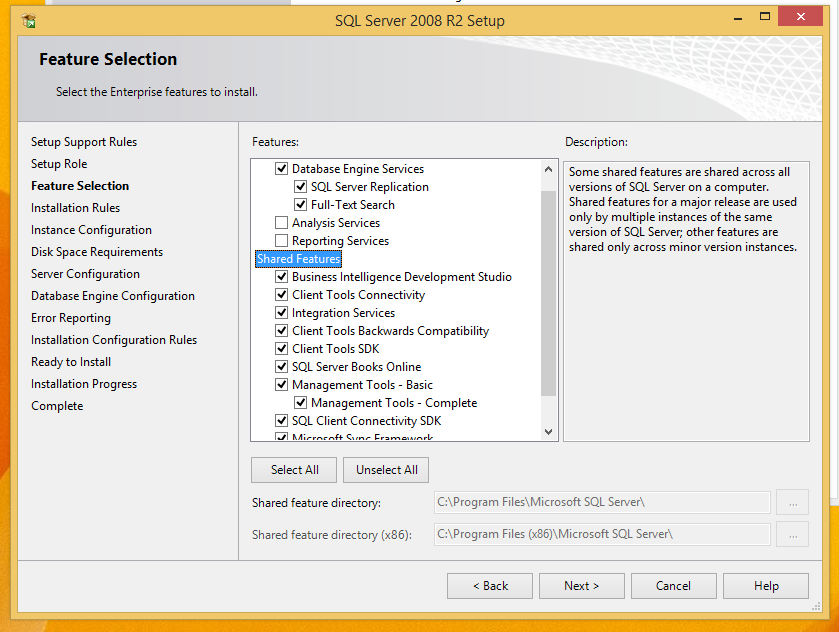 SQL Server 2008 R2 Setup
Feature Selection
Select the Enterprise features to install.
Setup Support Rules
Setup Role
Feature Selection
Installation Rules
Instance Configuration
Disk Space Requirements
Server Configuration
Database Engine Configuration
Error Reporting
Installation Configuration Rules
Ready to Install
Installation Progress
Complete
Features:
Database Engine Services
SQL Server Replication
Full-Text Search
Analysis Services
Reporting Services
Shared Features
Business Intelligence Development Studio
Client Tools Connectivity
Integration Services
Client Tools Backwards Compatibility
Client Tools SDK
SQL Server Books Online
Management Tools - Basic
Management Tools - Complete
SQL Client Connectivity SDK
Microsoft Sync Framework
Description:
Some shared features are shared across all
versions of SQL Server on a computer.
Shared features for a major release are used
only by multiple instances of the same
version of SQL Server; other features are
shared only across minor version instances.
Select All
Unselect All
Shared feature directory:
C:\Program Files\Microsoft SQL Server\
...
Shared feature directory (x86):
C:\Program Files (x86)\Microsoft SQL Server\
...
< Back
Next >
Cancel
Help